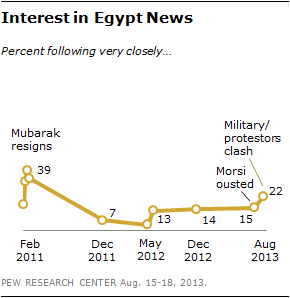 Interest in Egypt News
Percent following very closely...
Military/
protestors
clash
Mubarak
resigns
Morsi
ousted
39
22
7
13
14
15
Feb
2011
Dec
2011
May
2012
Dec
2012
Aug
2013
PEW RESEARCH CENTER Aug. 15-18, 2013.